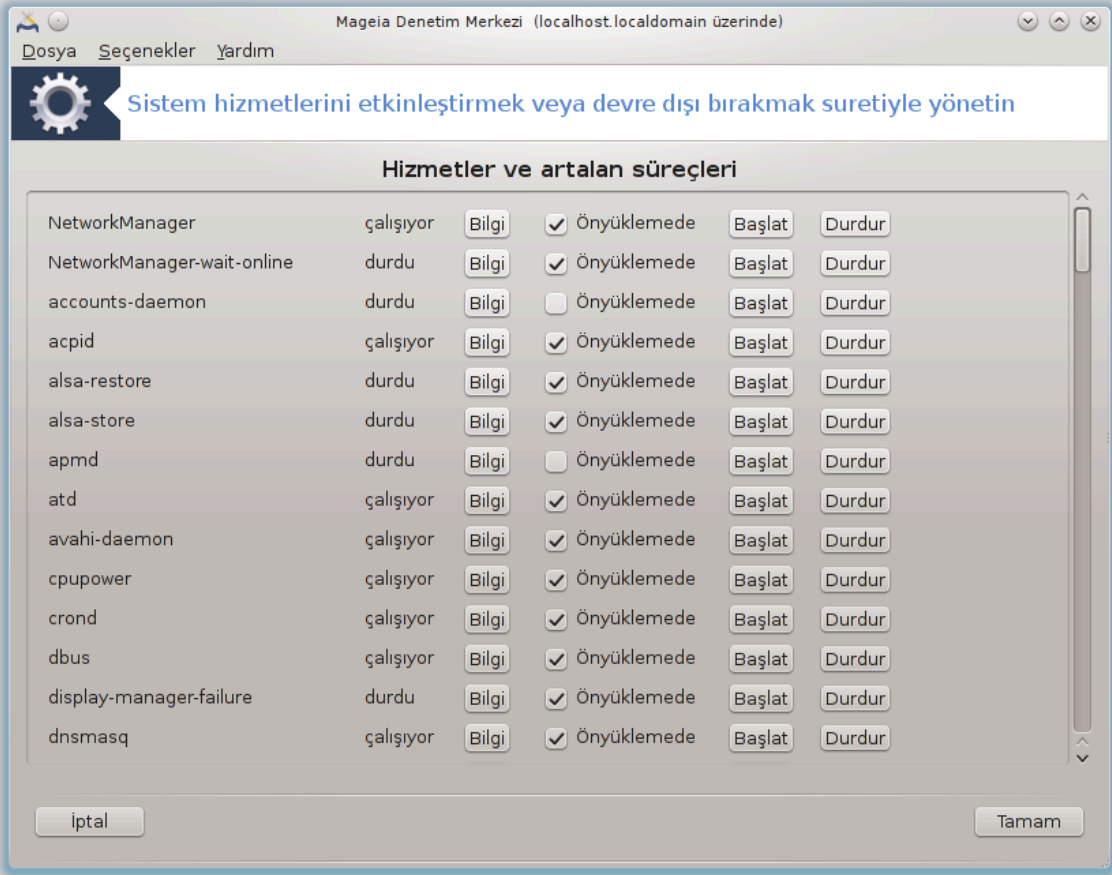 Mageia Denetim Merkezi (localhost.localdomain üzerinde)
Dosya Seçenekler Yardım
Sistem hizmetlerini etkinleştirmek veya devre dışı bırakmak suretiyle yönetin
Hizmetler ve artalan süreçleri
NetworkManager çalışıyor Bilgi Önyüklemede Başlat Durdur
NetworkManager-wait-online durdu Bilgi Önyüklemede Başlat Durdur
accounts-daemon durdu Bilgi Önyüklemede Başlat Durdur
acpid çalışıyor Bilgi Önyüklemede Başlat Durdur
alsa-restore durdu Bilgi Önyüklemede Başlat Durdur
alsa-store durdu Bilgi Önyüklemede Başlat Durdur
apmd durdu Bilgi Önyüklemede Başlat Durdur
atd çalışıyor Bilgi Önyüklemede Başlat Durdur
avahi-daemon çalışıyor Bilgi Önyüklemede Başlat Durdur
cpupower çalışıyor Bilgi Önyüklemede Başlat Durdur
crond çalışıyor Bilgi Önyüklemede Başlat Durdur
dbus çalışıyor Bilgi Önyüklemede Başlat Durdur
display-manager-failure durdu Bilgi Önyüklemede Başlat Durdur
dnsmasq çalışıyor Bilgi Önyüklemede Başlat Durdur
İptal Tamam